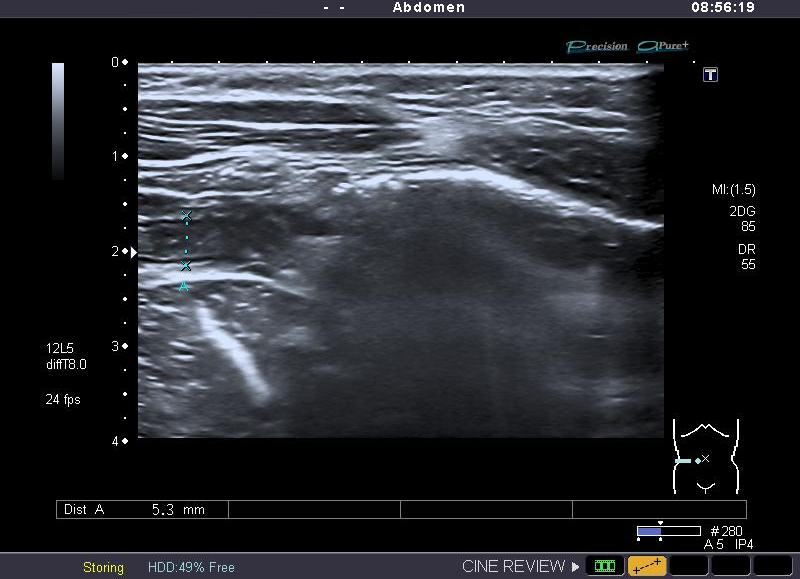 - - Abdomen 08:56:19
Precision APure+
T
0
1
2
3
4
A
MI:(1.5)
2DG
85
DR
55
12L5
diffT8.0
24 fps
Dist A 5.3 mm
#280
A 5 IP4
Storing HDD:49% Free CINE REVIEW